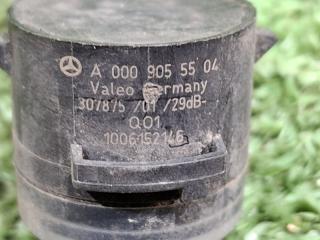 A 000 905 55 04
Valeo Germany
307875 /01 /29dB-
Q01
1006152146